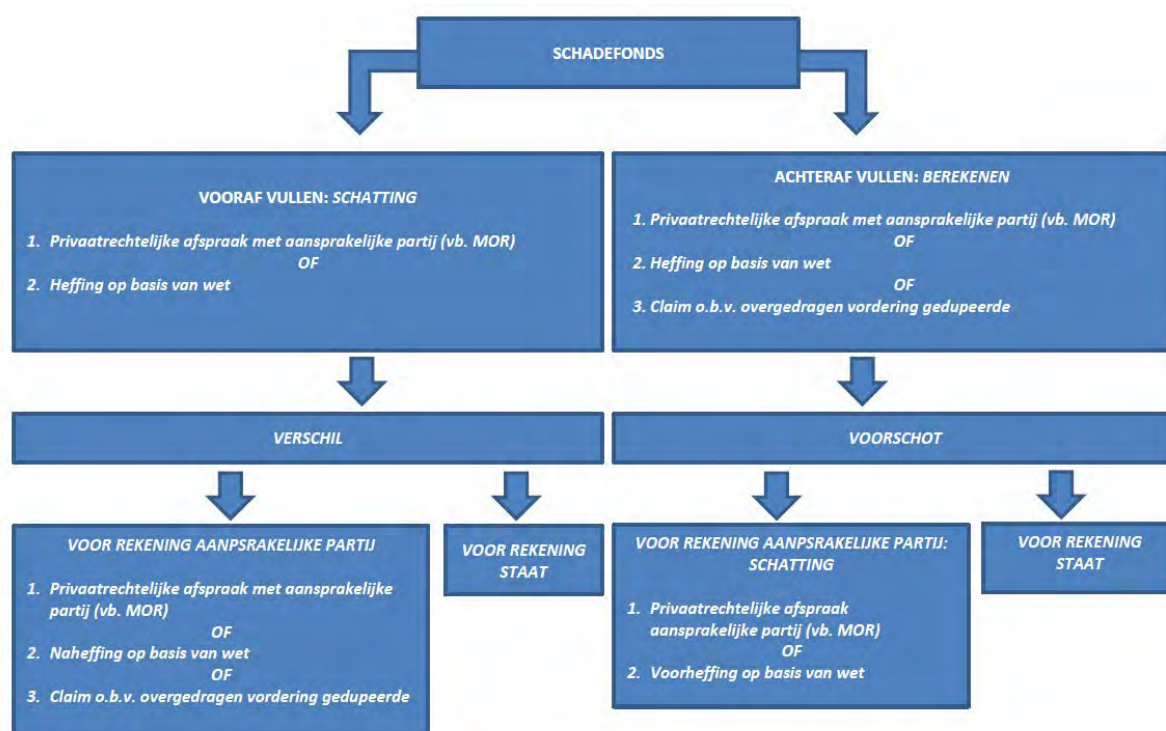 SCHADEFONDS
VOORAF VULLEN: SCHATTING
1. Privaatrechtelijke afspraak met aansprakelijke partij (vb. MOR)
OF
2. Heffing op basis van wet
ACHTERAF VULLEN: BEREKENEN
1. Privaatrechtelijke afspraak met aansprakelijke partij (vb. MOR)
OF
2. Heffing op basis van wet
OF
3. Claim o.b.v. overgedragen vordering gedupeerde
VERSCHIL
VOORSCHOT
VOOR REKENING AANPSRAKELIJKE PARTIJ
1. Privaatrechtelijke afspraak met aansprakelijke
partij (vb. MOR)
OF
2. Naheffing op basis van wet
OF
3. Claim o.b.v. overgedragen vordering gedupeerde
VOOR REKENING
STAAT
VOOR REKENING AANPSRAKELIJKE PARTIJ:
SCHATTING
1. Privaatrechtelijke afspraak
aansprakelijke partij (vb. MOR)
OF
2. Voorheffing op basis van wet
VOOR REKENING
STAAT